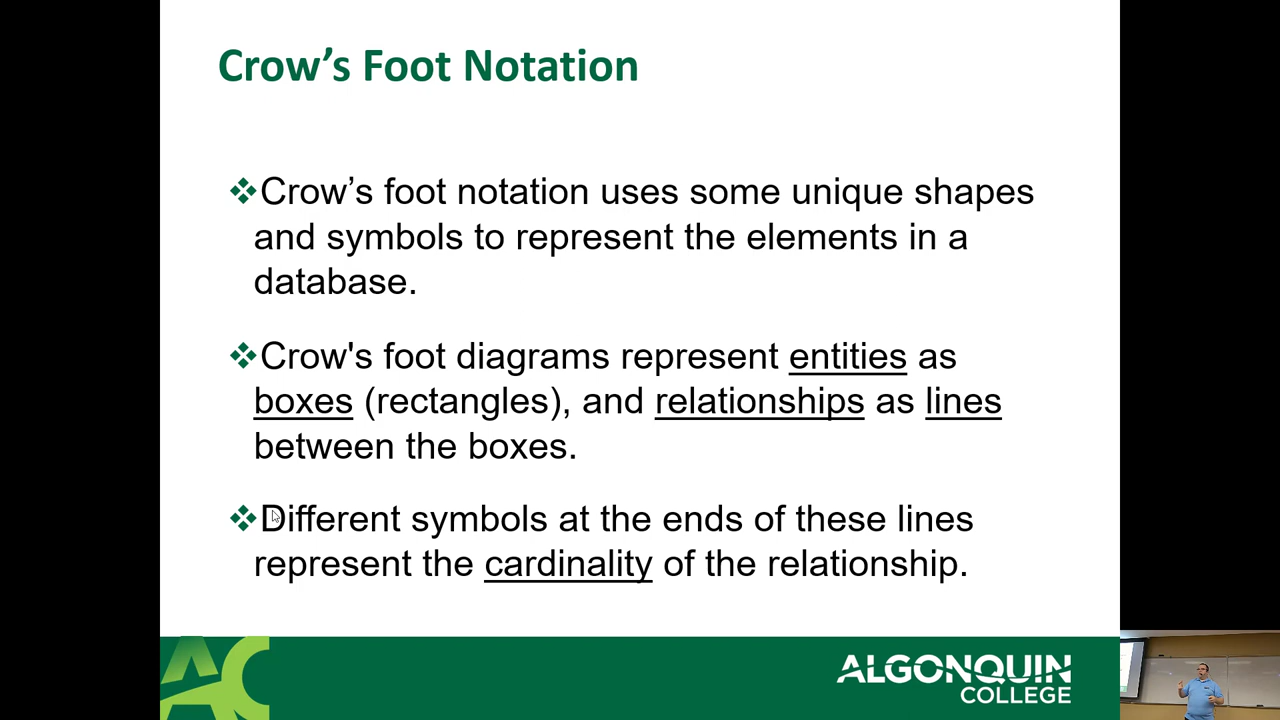 Crow’s Foot Notation
❖Crow’s foot notation uses some unique shapes
and symbols to represent the elements in a
database.
❖Crow's foot diagrams represent entities as
boxes (rectangles), and relationships as lines
between the boxes.
❖Different symbols at the ends of these lines
represent the cardinality of the relationship.
AC
ALGONQUIN
COLLEGE